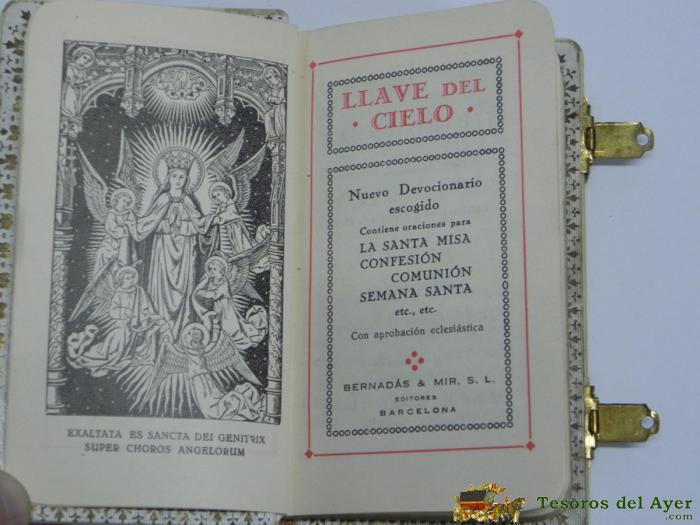 EXALTATA ES SANCTA DEI GENITRIX
SUPER CHOROS ANGELORUM
LLAVE DEL
· CIELO ·
Nuevo Devocionario
escogido
Contiene oraciones para
LA SANTA MISA
CONFESIÓN
COMUNIÓN
SEMANA SANTA
etc., etc.
Con aprobación eclesiástica
BERNADÁS & MIR, S. L.
EDITORES
BARCELONA
Tesoros del Ayer
.com